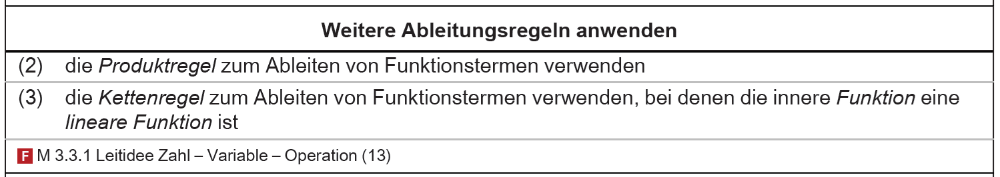 Weitere Ableitungsregeln anwenden
(2) die Produktregel zum Ableiten von Funktionstermen verwenden
(3) die Kettenregel zum Ableiten von Funktionstermen verwenden, bei denen die innere Funktion eine
lineare Funktion ist
F M 3.3.1 Leitidee Zahl – Variable – Operation (13)